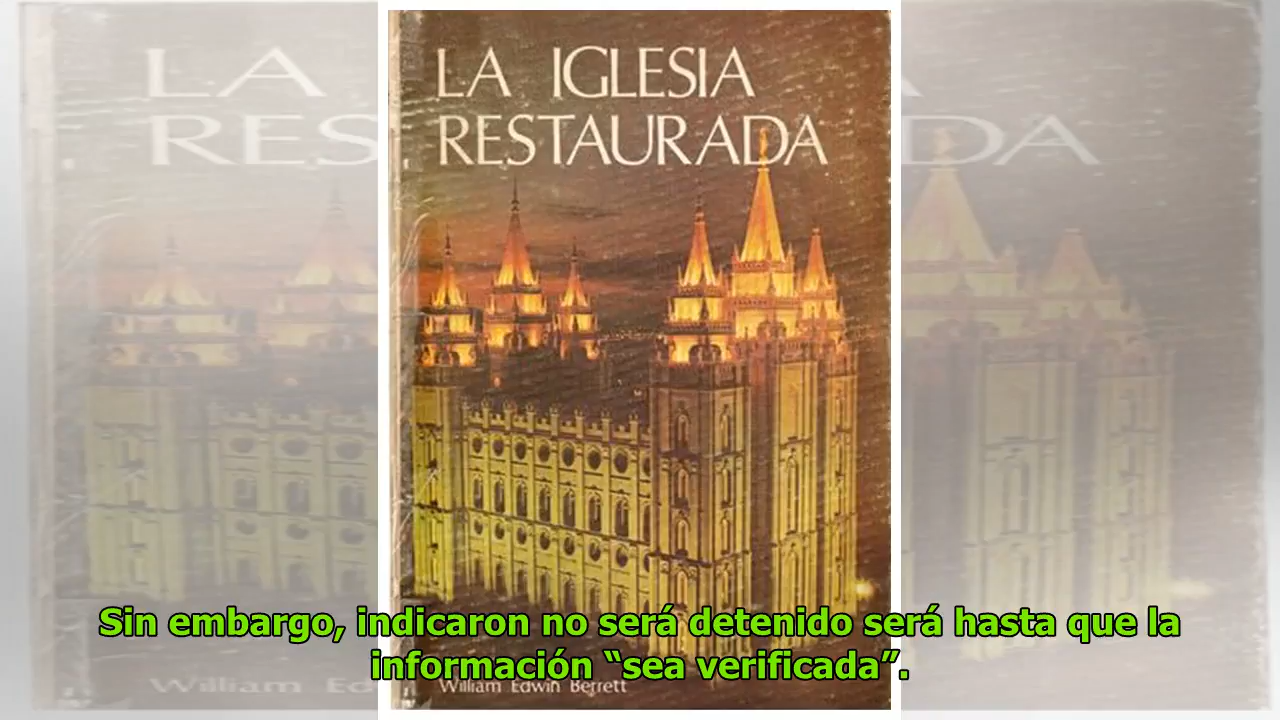 LA IGLESIA
RESTAURADA
Sin embargo, indicaron no será detenido será hasta que la
información “sea verificada”.
William Edwin Berrett